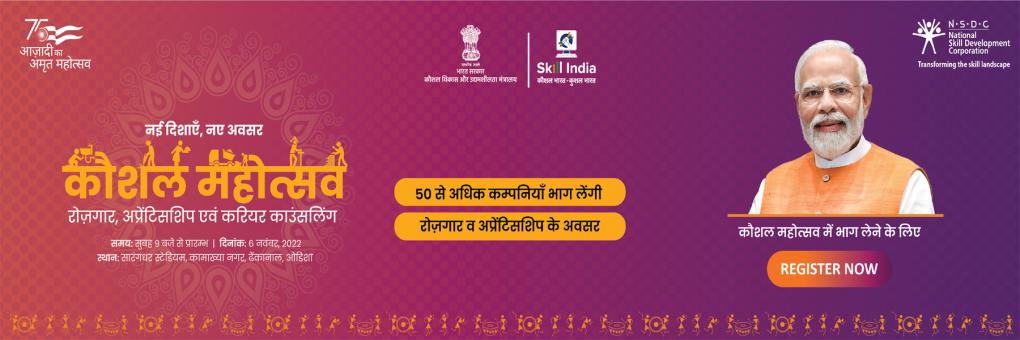 75
आज़ादी का
अमृत महोत्सव
भारत सरकार
कौशल विकास और उद्यमशीलता मंत्रालय
Skill India
कौशल भारत - कुशल भारत
N·S·D·C
National
Skill Development
Corporation
Transforming the skill landscape
नई दिशाएँ, नए अवसर
कौशल महोत्सव
रोज़गार, अप्रेंटिसशिप एवं करियर काउंसलिंग
समय: सुबह 9 बजे से प्रारम्भ | दिनांक: 6 नवंबर, 2022
स्थान: सारंगधर स्टेडियम, कामाख्या नगर, ढेंकानाल, ओडिशा
50 से अधिक कम्पनियाँ भाग लेंगी
रोज़गार व अप्रेंटिसशिप के अवसर
कौशल महोत्सव में भाग लेने के लिए
REGISTER NOW